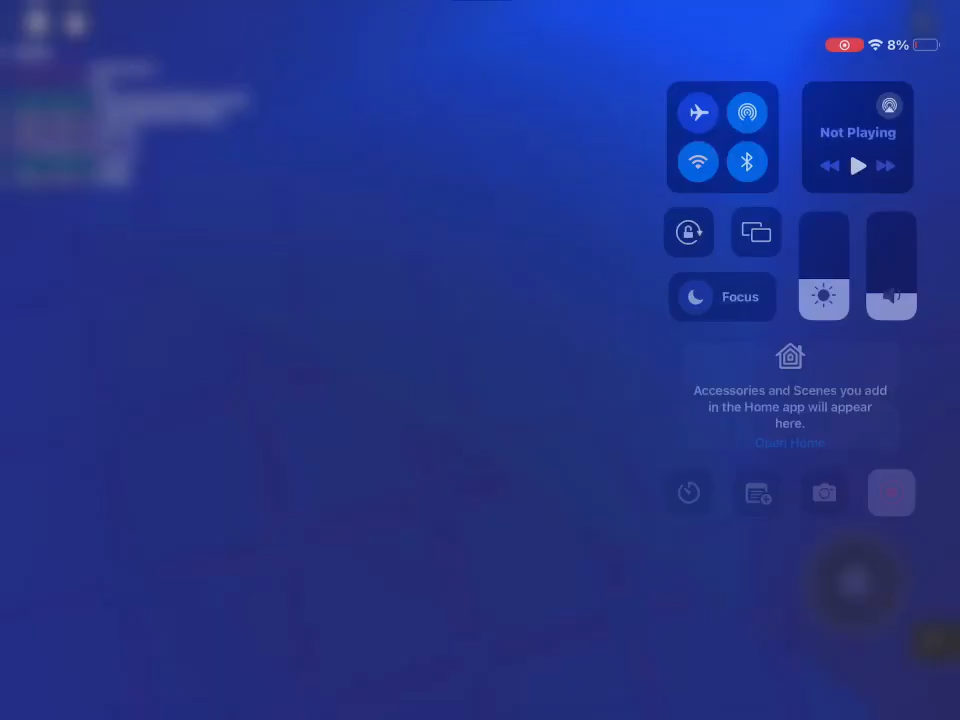 8%
Not Playing
Focus
Accessories and Scenes you add
in the Home app will appear
here.
Open Home